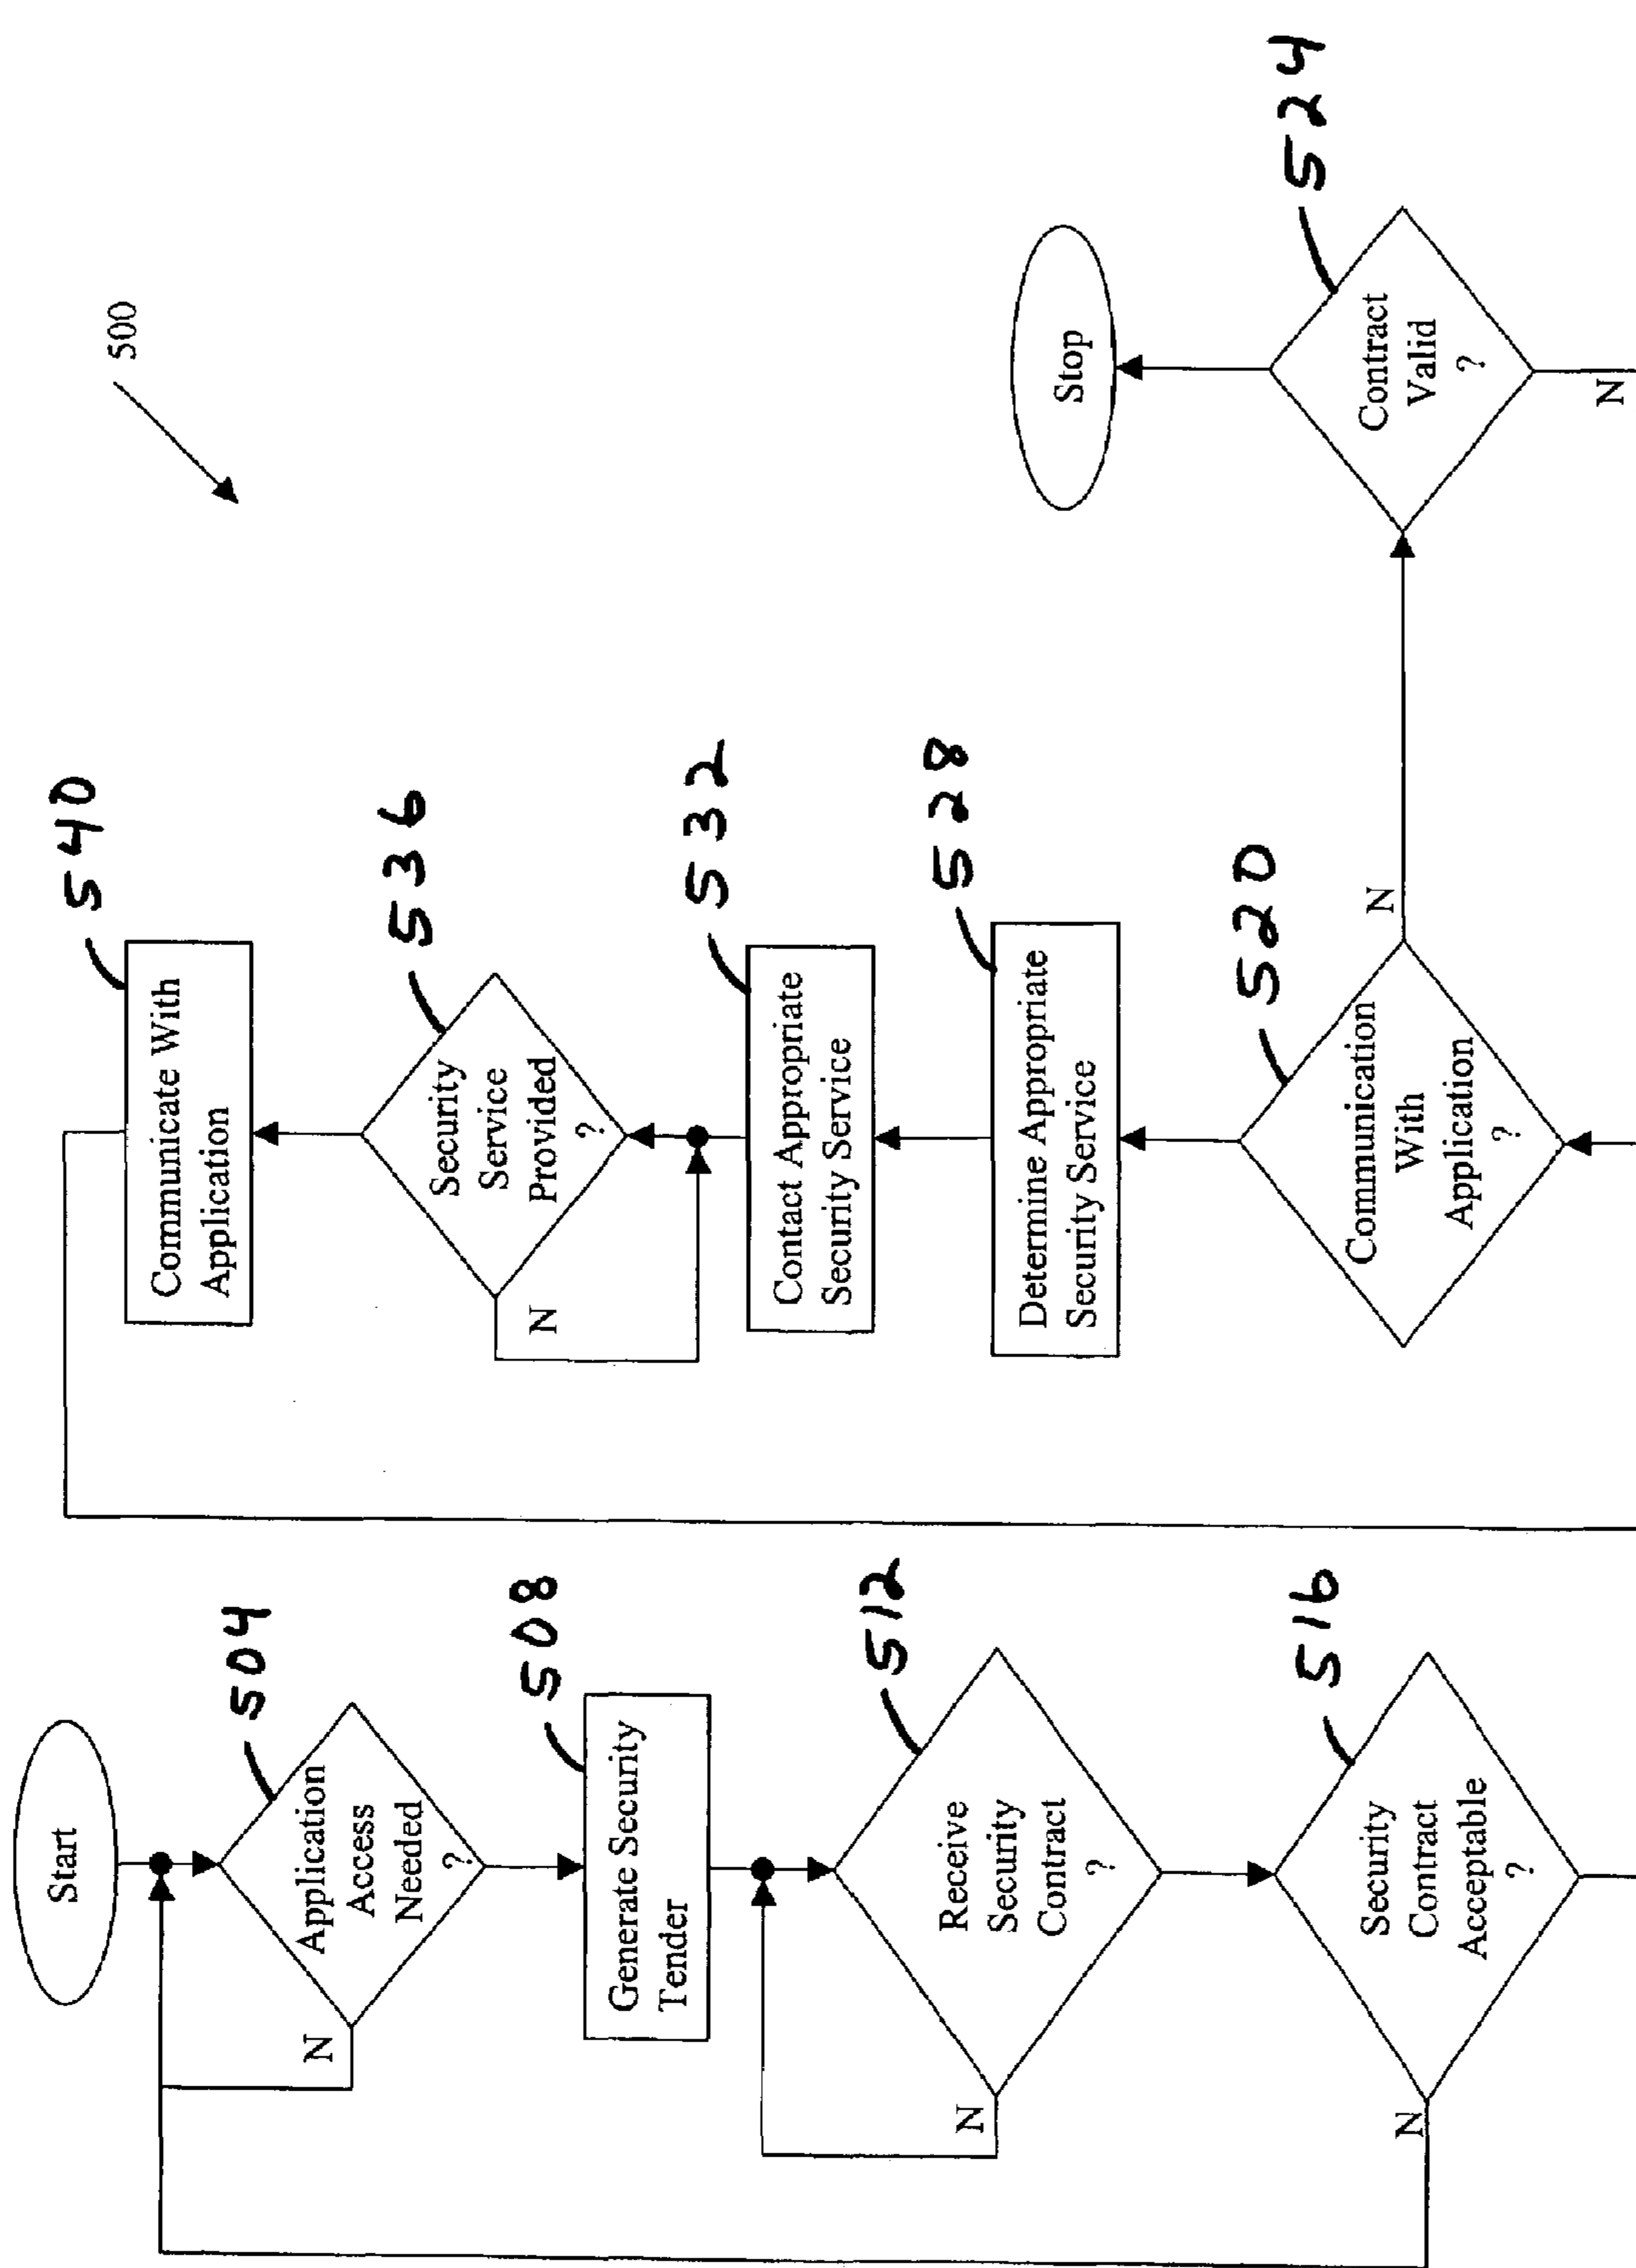 500
Start
504
Application
Access
Needed
?
N
508
Generate Security
Tender
512
Receive
Security
Contract
?
N
516
Security
Contract
Acceptable
?
N
540
Communicate With
Application
536
Security
Service
Provided
?
N
532
Contact Appropriate
Security Service
528
Determine Appropriate
Security Service
520
Communication
With
Application
?
N
524
Contract
Valid
?
N
Stop